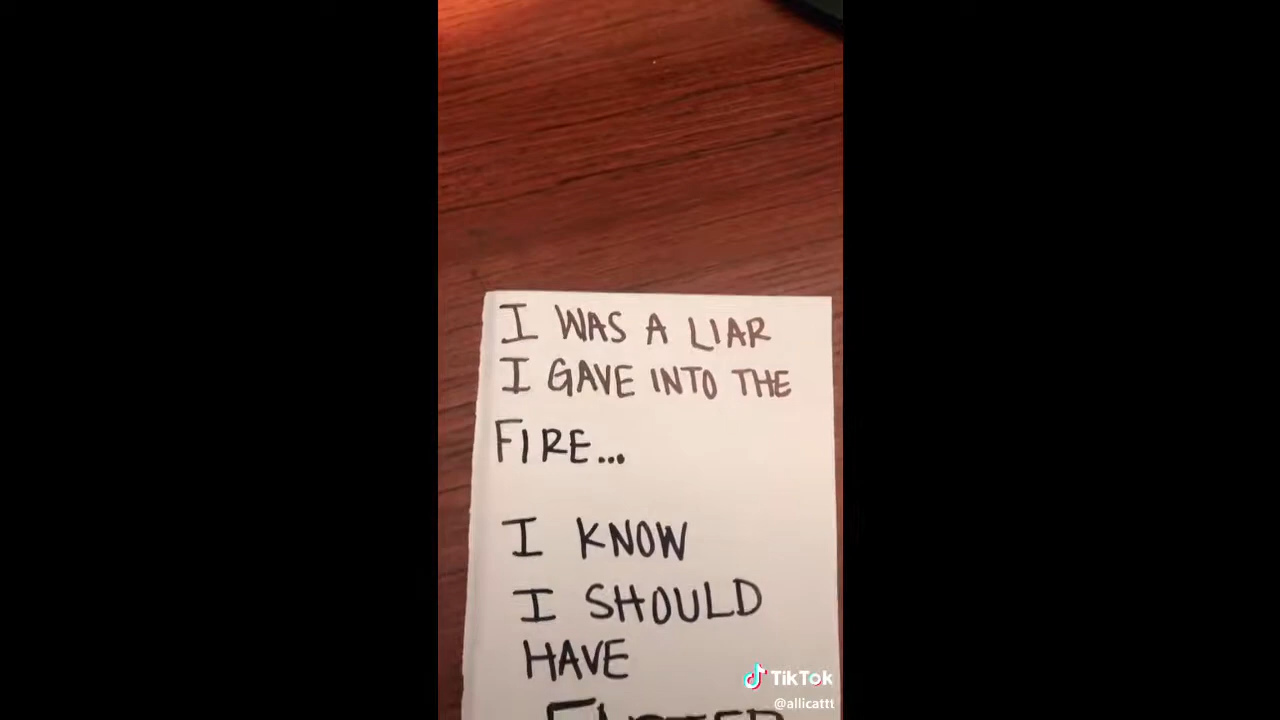 I WAS A LIAR
I GAVE INTO THE
FIRE...
I KNOW
I SHOULD
HAVE
TikTok
@allicattt